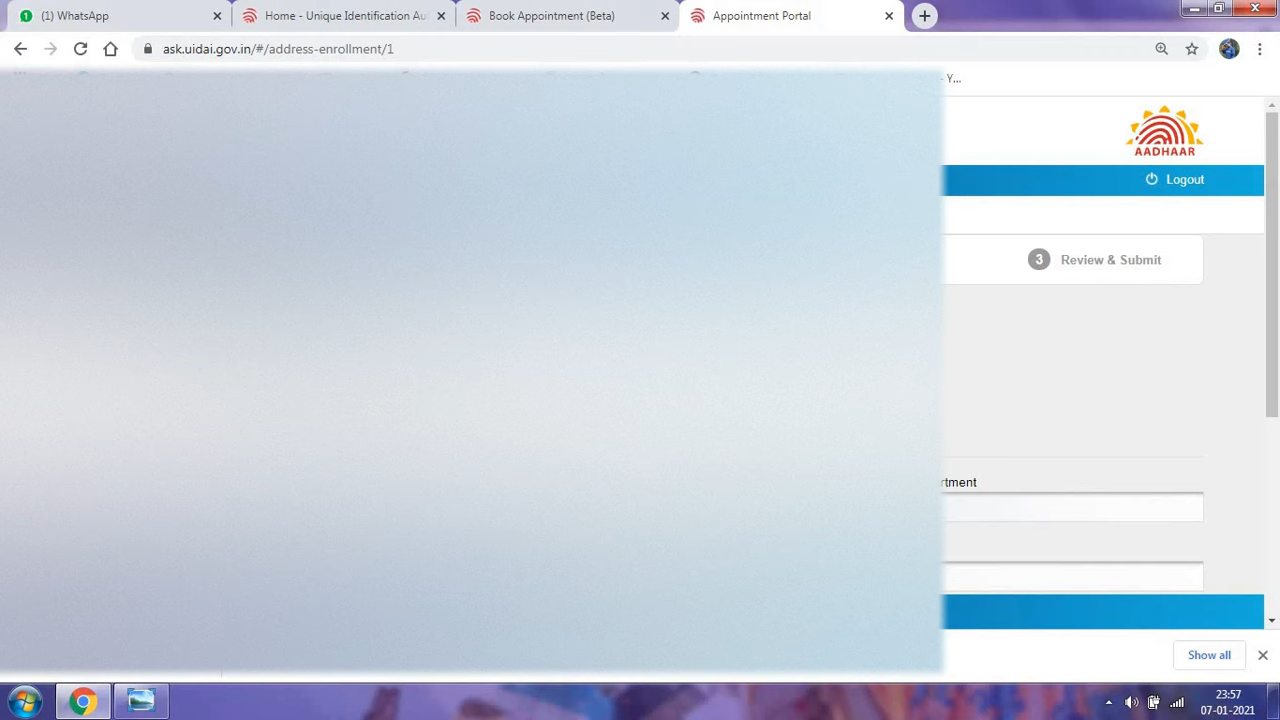 (1) WhatsApp
Home - Unique Identification Au
Book Appointment (Beta)
Appointment Portal
ask.uidai.gov.in/#/address-enrollment/1
- Y...
AADHAAR
Logout
3 Review & Submit
rtment
Show all
23:57
07-01-2021